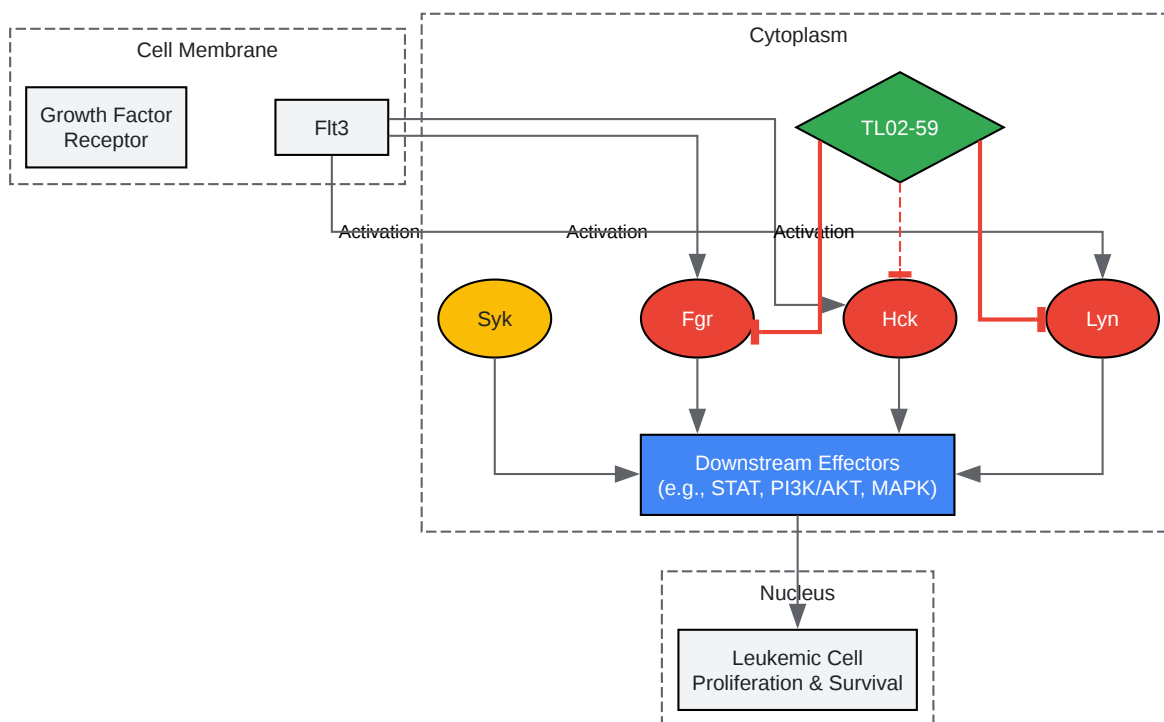 Cell Membrane
Cytoplasm
Growth Factor
Receptor
Flt3
TL02-59
Activation
Activation
Activation
Syk
Fgr
Hck
Lyn
Downstream Effectors
(e.g., STAT, PI3K/AKT, MAPK)
Nucleus
Leukemic Cell
Proliferation & Survival